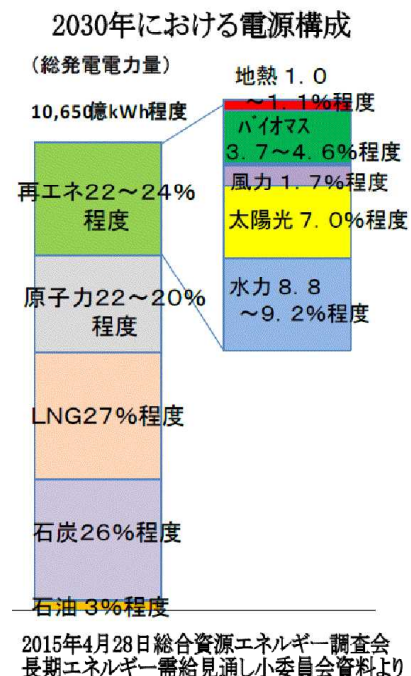 2030年における電源構成
（総発電電力量）
10,650億kWh程度
再エネ22～24%
程度
原子力22～20%
程度
LNG27%程度
石炭26%程度
石油 3%程度
地熱 1. 0
～1. 1%程度
バイオマス
3. 7～4. 6%程度
風力 1. 7%程度
太陽光 7. 0%程度
水力 8. 8
～9. 2%程度
2015年4月28日総合資源エネルギー調査会
長期エネルギー需給見通し小委員会資料より